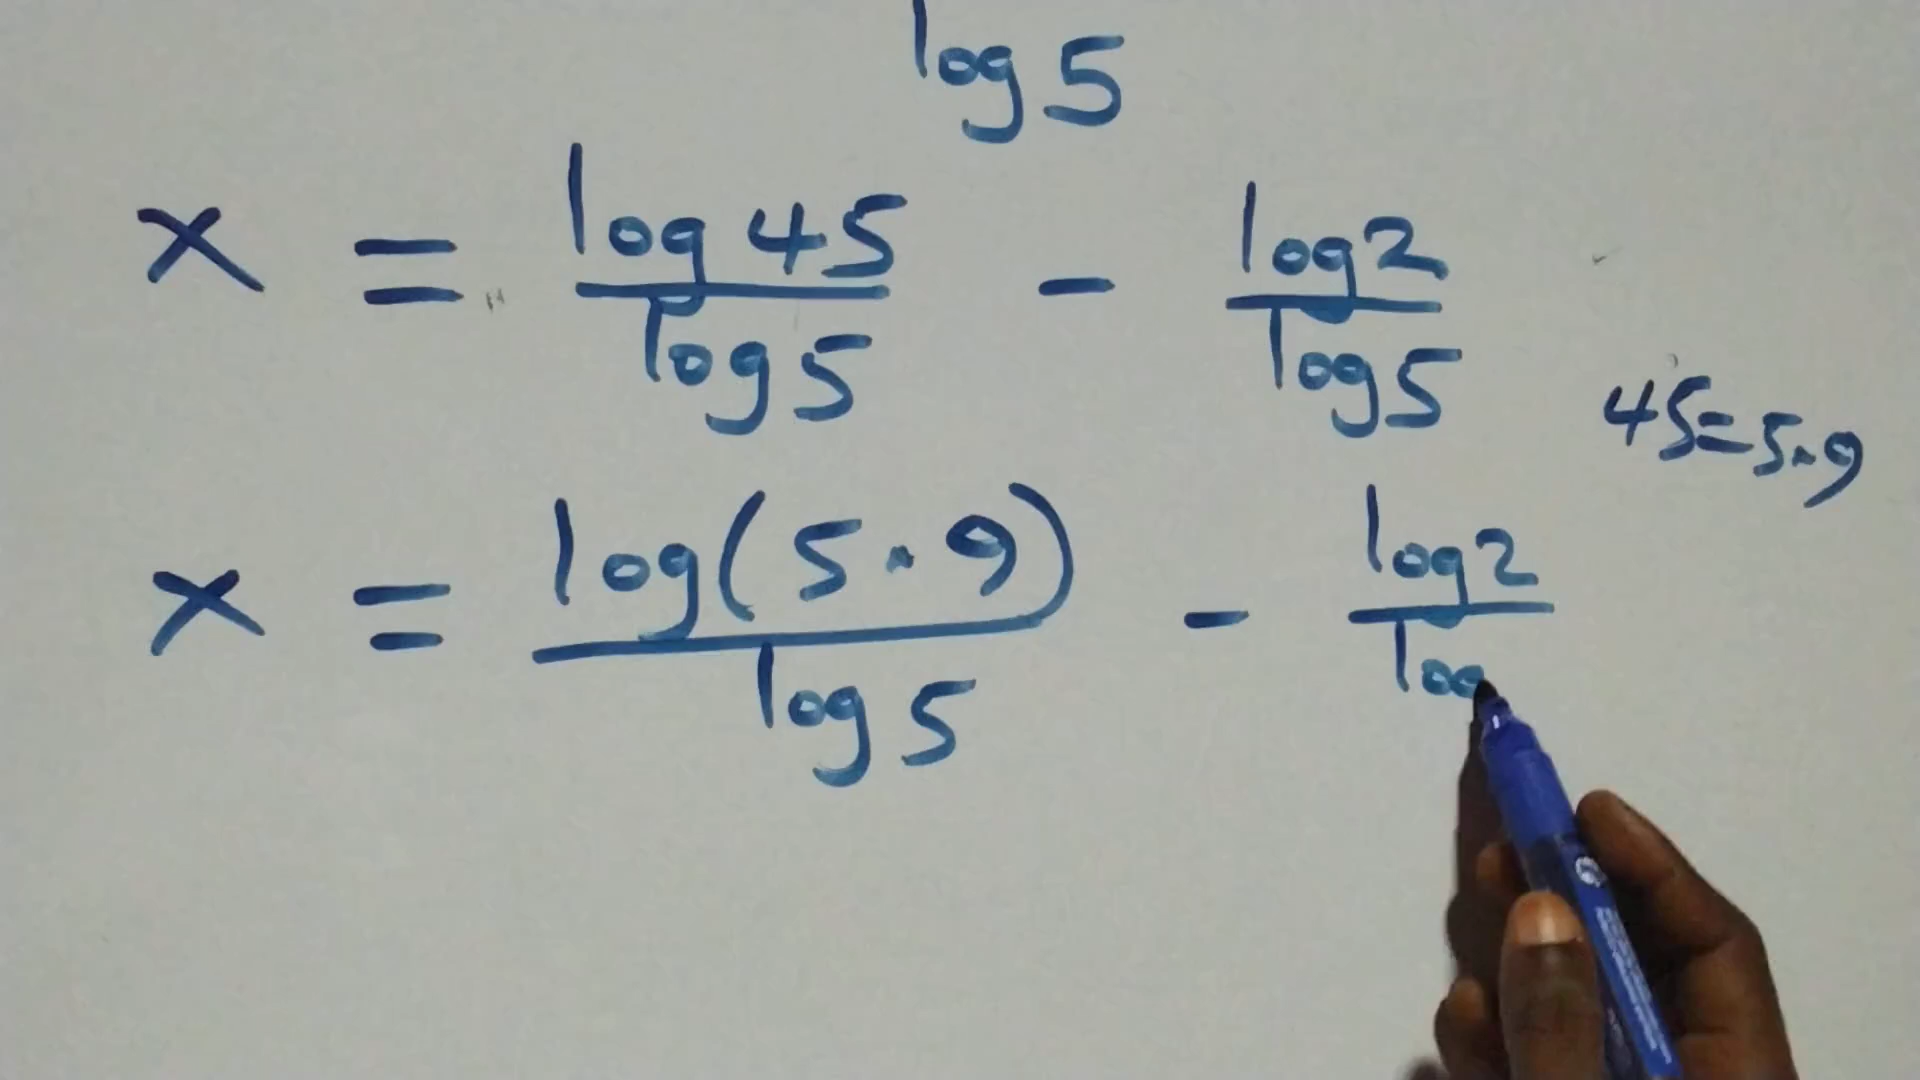 log 5
x = log 45 / log 5 - log 2 / log 5
45 = 5 · 9
x = log(5 · 9) / log 5 - log 2 / log